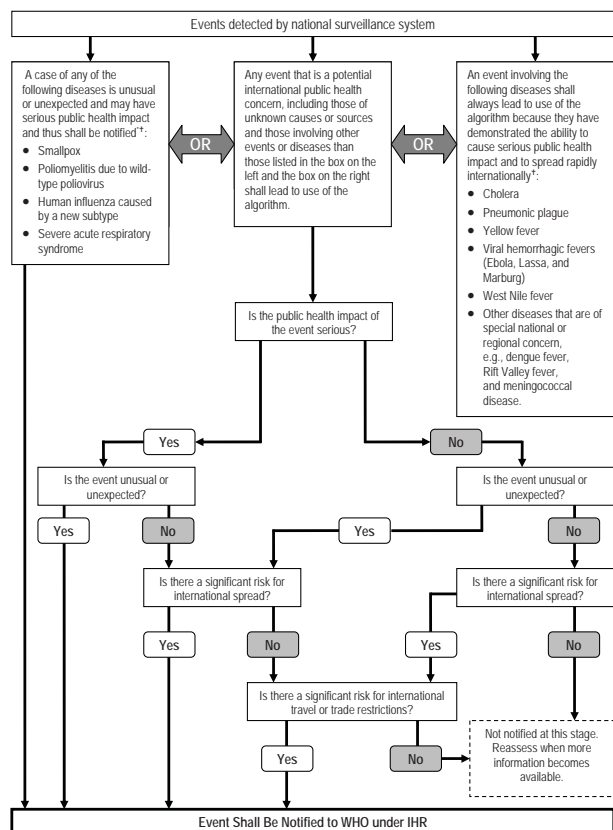 Events detected by national surveillance system
A case of any of the
following diseases is unusual
or unexpected and may have
serious public health impact
and thus shall be notified*†:
• Smallpox
• Poliomyelitis due to wild-
type poliovirus
• Human influenza caused
by a new subtype
• Severe acute respiratory
syndrome
OR
Any event that is a potential
international public health
concern, including those of
unknown causes or sources
and those involving other
events or diseases than
those listed in the box on the
left and the box on the right
shall lead to use of the
algorithm.
OR
An event involving the
following diseases shall
always lead to use of the
algorithm because they have
demonstrated the ability to
cause serious public health
impact and to spread rapidly
internationally†:
• Cholera
• Pneumonic plague
• Yellow fever
• Viral hemorrhagic fevers
(Ebola, Lassa, and
Marburg)
• West Nile fever
• Other diseases that are of
special national or
regional concern,
e.g., dengue fever,
Rift Valley fever,
and meningococcal
disease.
Is the public health impact of
the event serious?
Yes
No
Is the event unusual or
unexpected?
Is the event unusual or
unexpected?
Yes
No
Yes
No
Is there a significant risk for
international spread?
Is there a significant risk for
international spread?
Yes
No
Yes
No
Is there a significant risk for international
travel or trade restrictions?
Yes
No
Not notified at this stage.
Reassess when more
information becomes
available.
Event Shall Be Notified to WHO under IHR